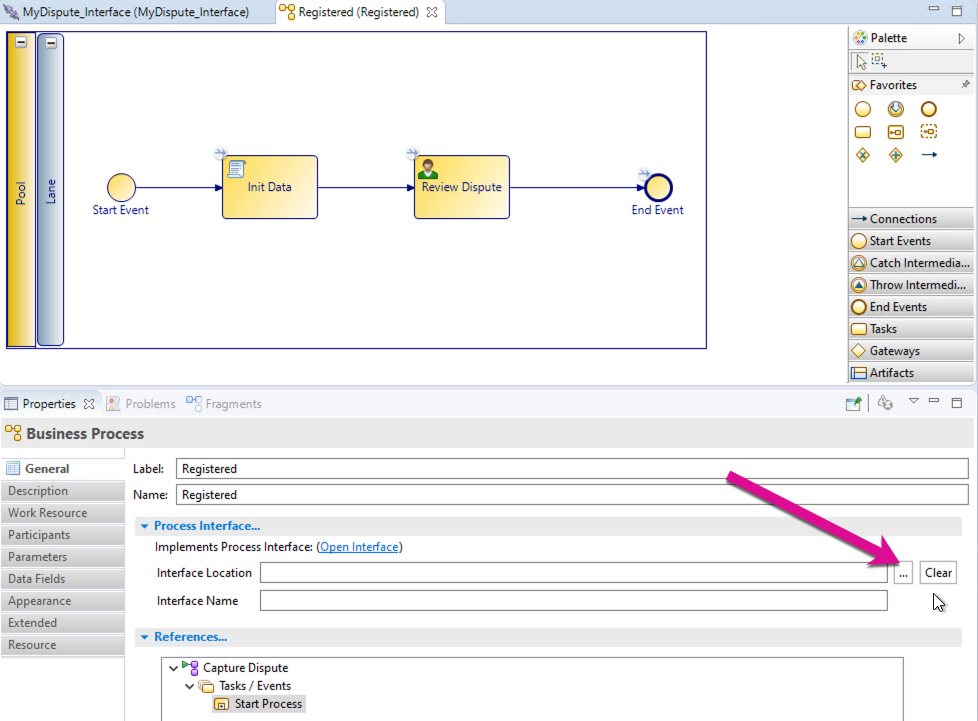 MyDispute_Interface (MyDispute_Interface)
Registered (Registered)
Palette
Favorites
Pool
Lane
Start Event
Init Data
Review Dispute
End Event
Connections
Start Events
Catch Intermedia...
Throw Intermedi...
End Events
Tasks
Gateways
Artifacts
Properties
Problems
Fragments
Business Process
General
Description
Work Resource
Participants
Parameters
Data Fields
Appearance
Extended
Resource
Label: Registered
Name: Registered
Process Interface...
Implements Process Interface: (Open Interface)
Interface Location ... Clear
Interface Name
References...
Capture Dispute
Tasks / Events
Start Process